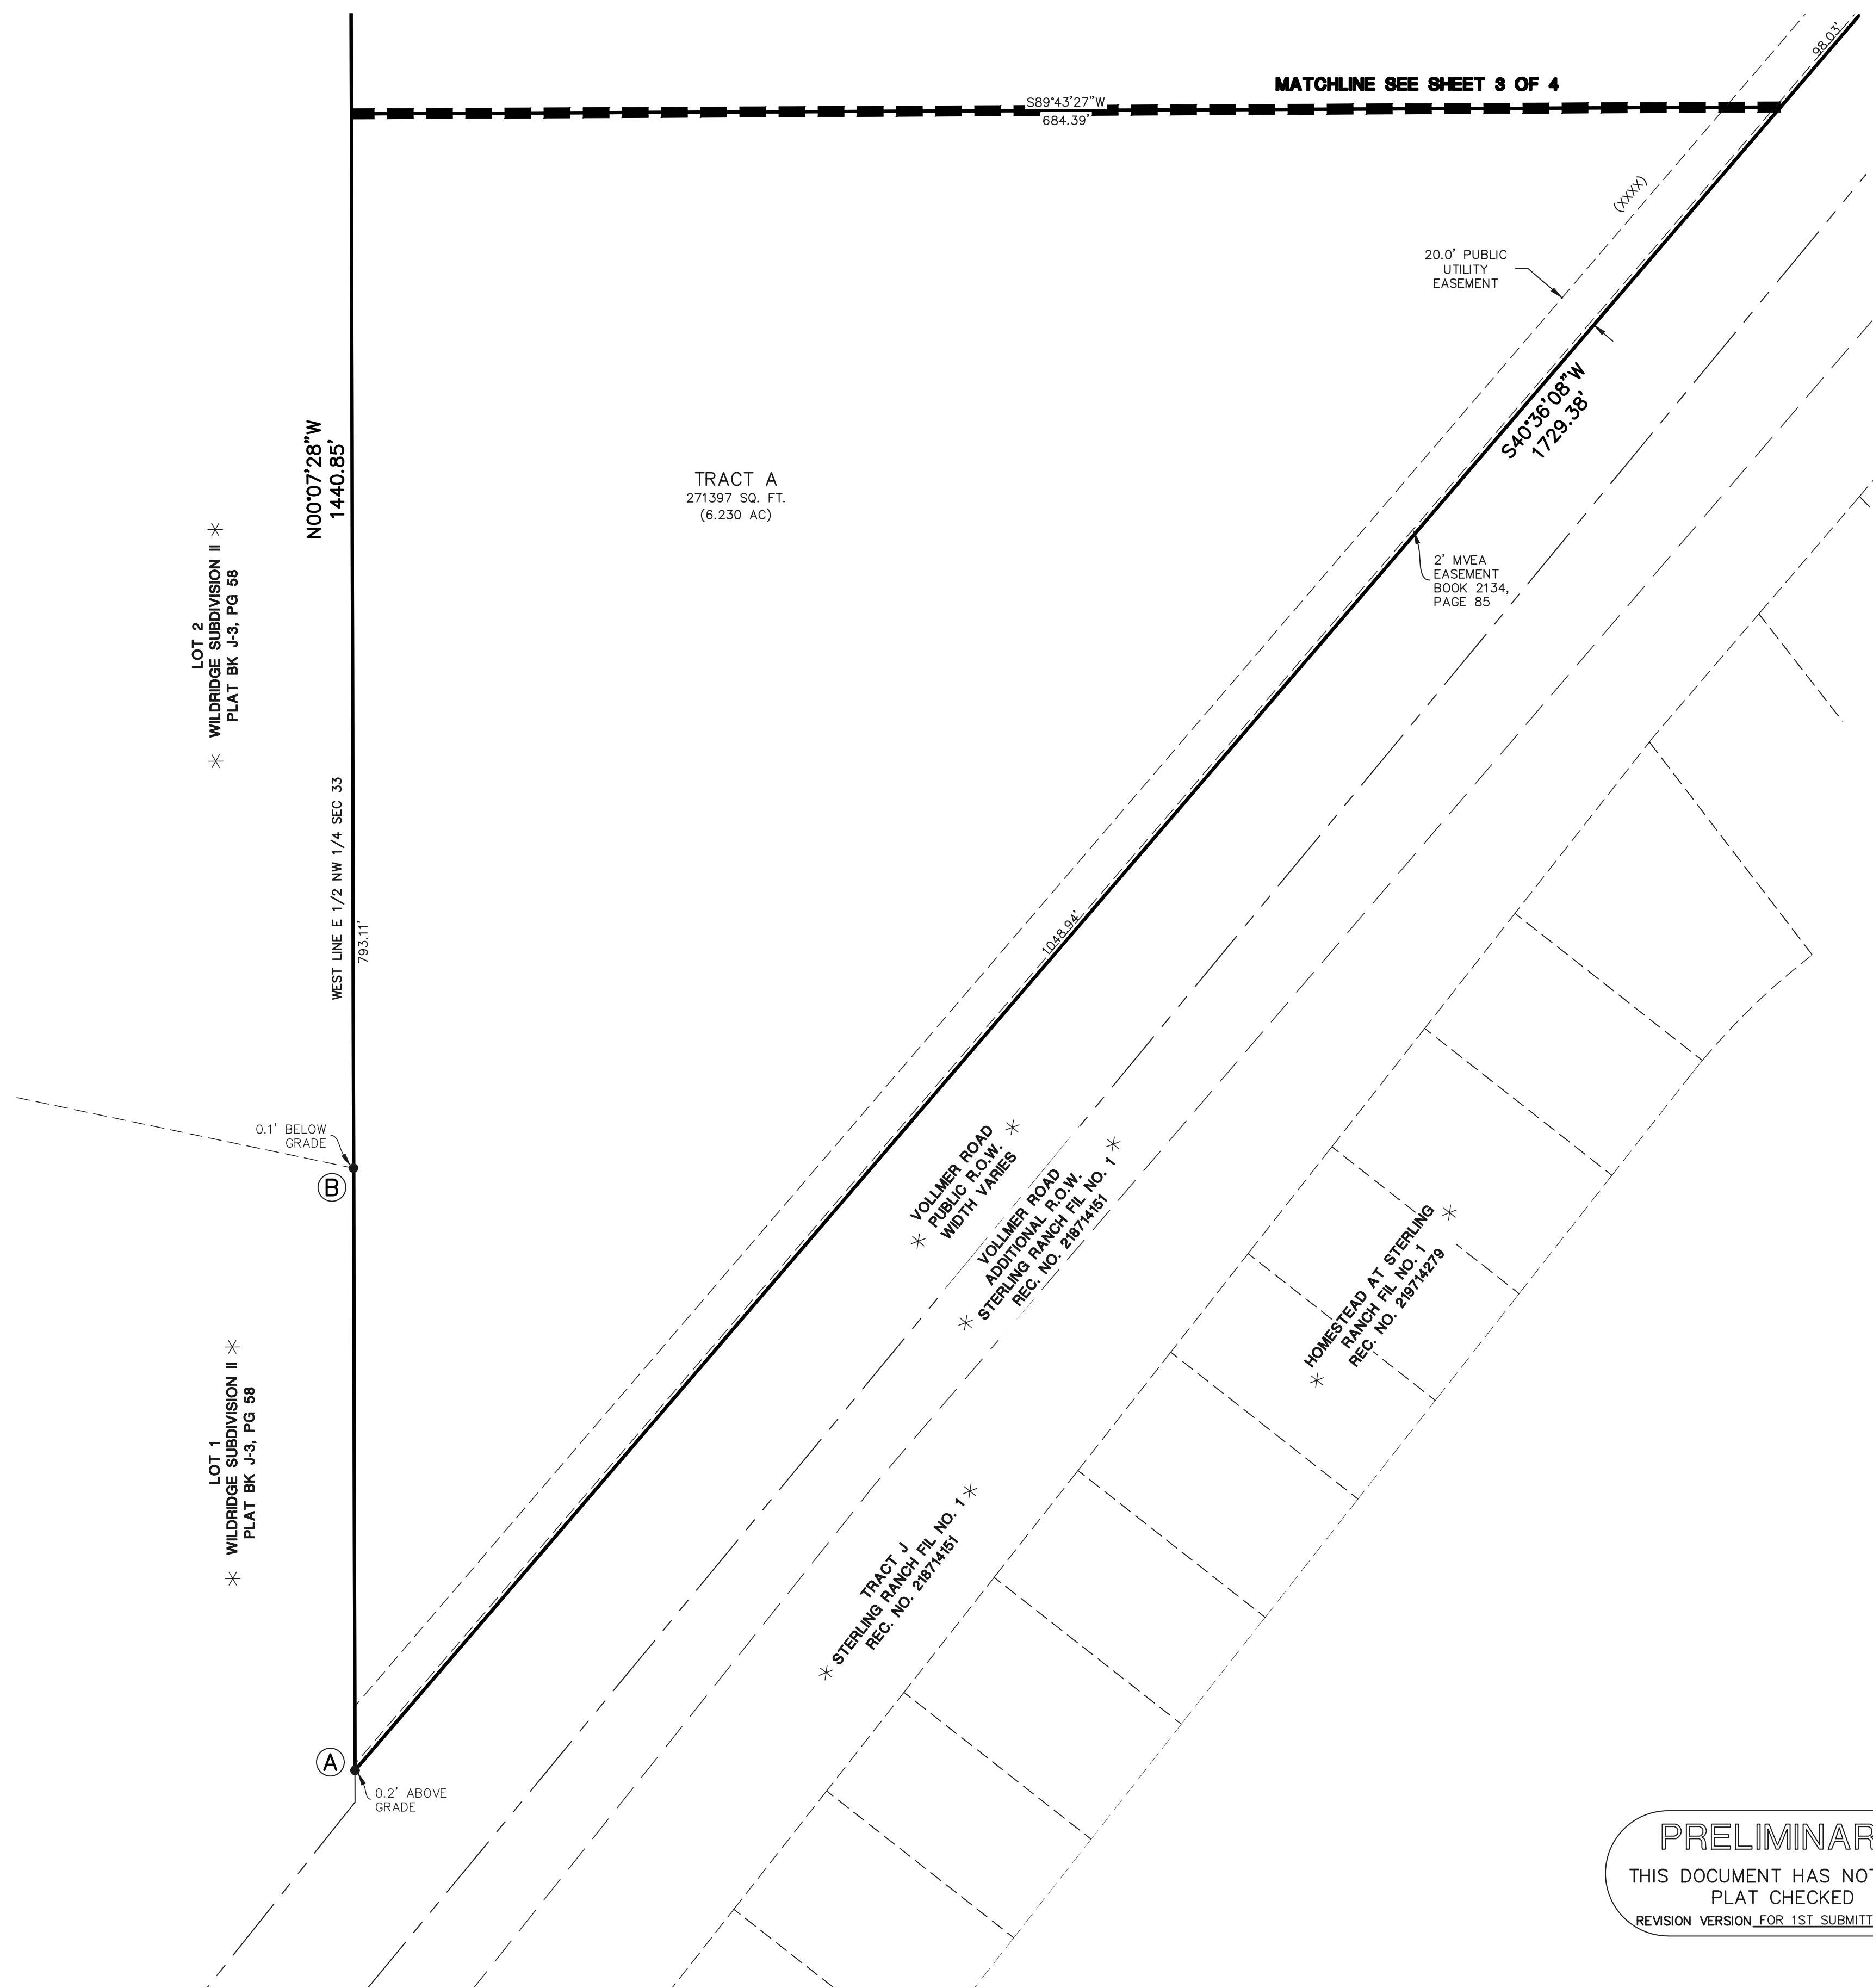 98.03'
MATCHLINE SEE SHEET 3 OF 4
S89°43'27"W
684.39'
(XXXX)
20.0' PUBLIC
UTILITY
EASEMENT
S40°36'08"W
1729.38'
N00°07'28"W
1440.85'
TRACT A
271397 SQ. FT.
(6.230 AC)
2' MVEA
EASEMENT
BOOK 2134,
PAGE 85
LOT 2
WILDRIDGE SUBDIVISION II
PLAT BK J-3, PG 58
WEST LINE E 1/2 NW 1/4 SEC 33
793.11'
1048.94'
0.1' BELOW
GRADE
B
VOLLMER ROAD
PUBLIC R.O.W.
WIDTH VARIES
VOLLMER ROAD
ADDITIONAL R.O.W.
STERLING RANCH FIL NO. 1
REC. NO. 218714151
HOMESTEAD AT STERLING
RANCH FIL NO. 1
REC. NO. 219714279
LOT 1
WILDRIDGE SUBDIVISION II
PLAT BK J-3, PG 58
TRACT J
STERLING RANCH FIL NO. 1
REC. NO. 218714151
A
0.2' ABOVE
GRADE
PRELIMINAR
THIS DOCUMENT HAS NOT
PLAT CHECKED
REVISION VERSION FOR 1ST SUBMITT